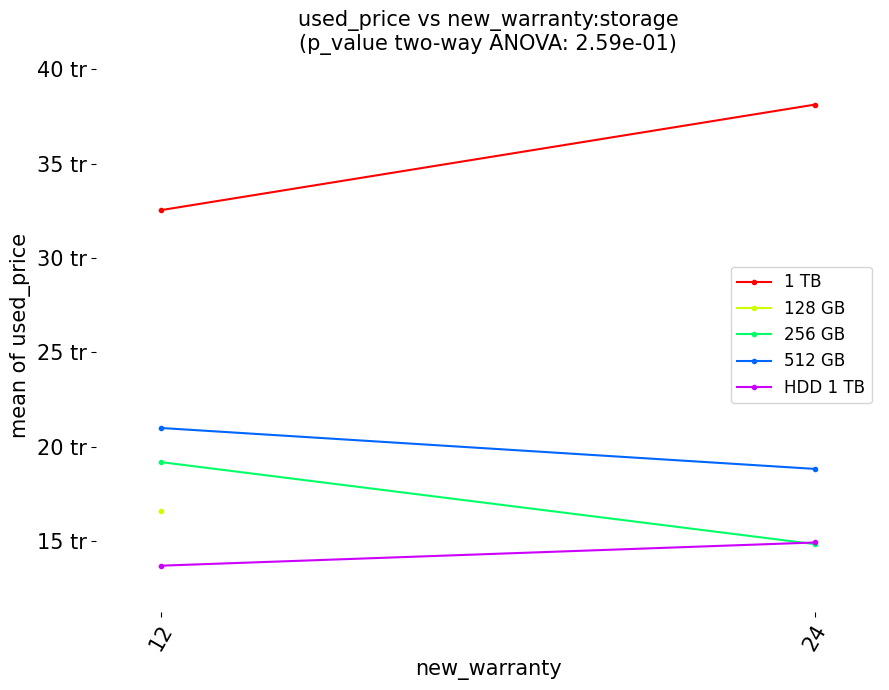 used_price vs new_warranty:storage
(p_value two-way ANOVA: 2.59e-01)
40 tr
35 tr
30 tr
25 tr
20 tr
15 tr
mean of used_price
1 TB
128 GB
256 GB
512 GB
HDD 1 TB
12
24
new_warranty